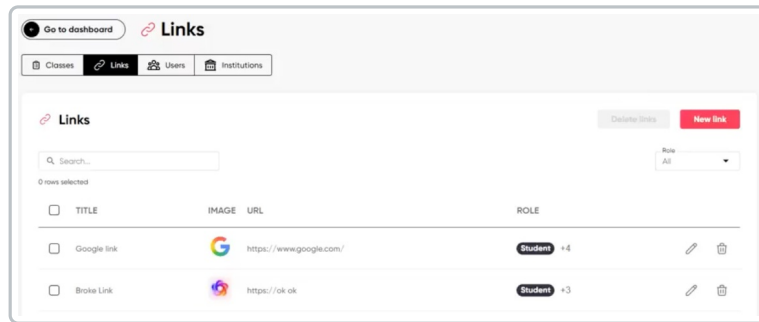 Go to dashboard
Links
Classes
Links
Users
Institutions
Links
Delete links
New link
Search...
Role
All
0 rows selected
TITLE IMAGE URL ROLE
Google link https://www.google.com/ Student +4
Broke Link https://ok ok Student +3